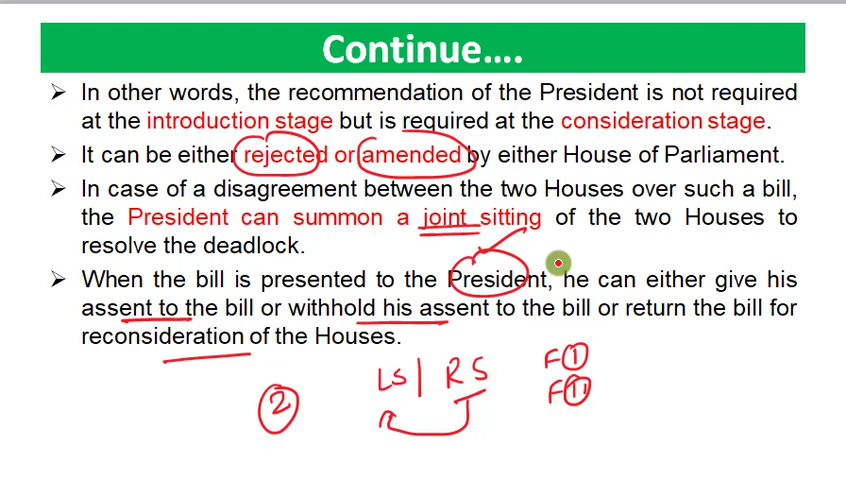 Continue....
➢ In other words, the recommendation of the President is not required
at the introduction stage but is required at the consideration stage.
➢ It can be either rejected or amended by either House of Parliament.
➢ In case of a disagreement between the two Houses over such a bill,
the President can summon a joint sitting of the two Houses to
resolve the deadlock.
➢ When the bill is presented to the President, he can either give his
assent to the bill or withhold his assent to the bill or return the bill for
reconsideration of the Houses.
LS | RS
F ①
F ⑪
②